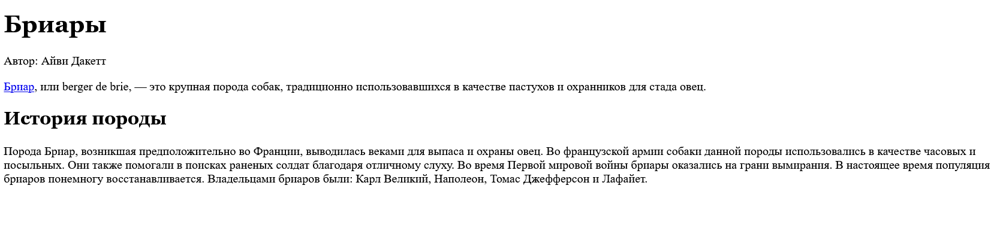 Бриары
Автор: Айви Дакетт
Бриар, или berger de brie, — это крупная порода собак, традиционно использовавшихся в качестве пастухов и охранников для стада овец.
История породы
Порода Бриар, возникшая предположительно во Франции, выводилась веками для выпаса и охраны овец. Во французской армии собаки данной породы использовались в качестве часовых и
посыльных. Они также помогали в поисках раненых солдат благодаря отличному слуху. Во время Первой мировой войны бриары оказались на грани вымирания. В настоящее время популяция
бриаров понемногу восстанавливается. Владельцами бриаров были: Карл Великий, Наполеон, Томас Джефферсон и Лафайет.